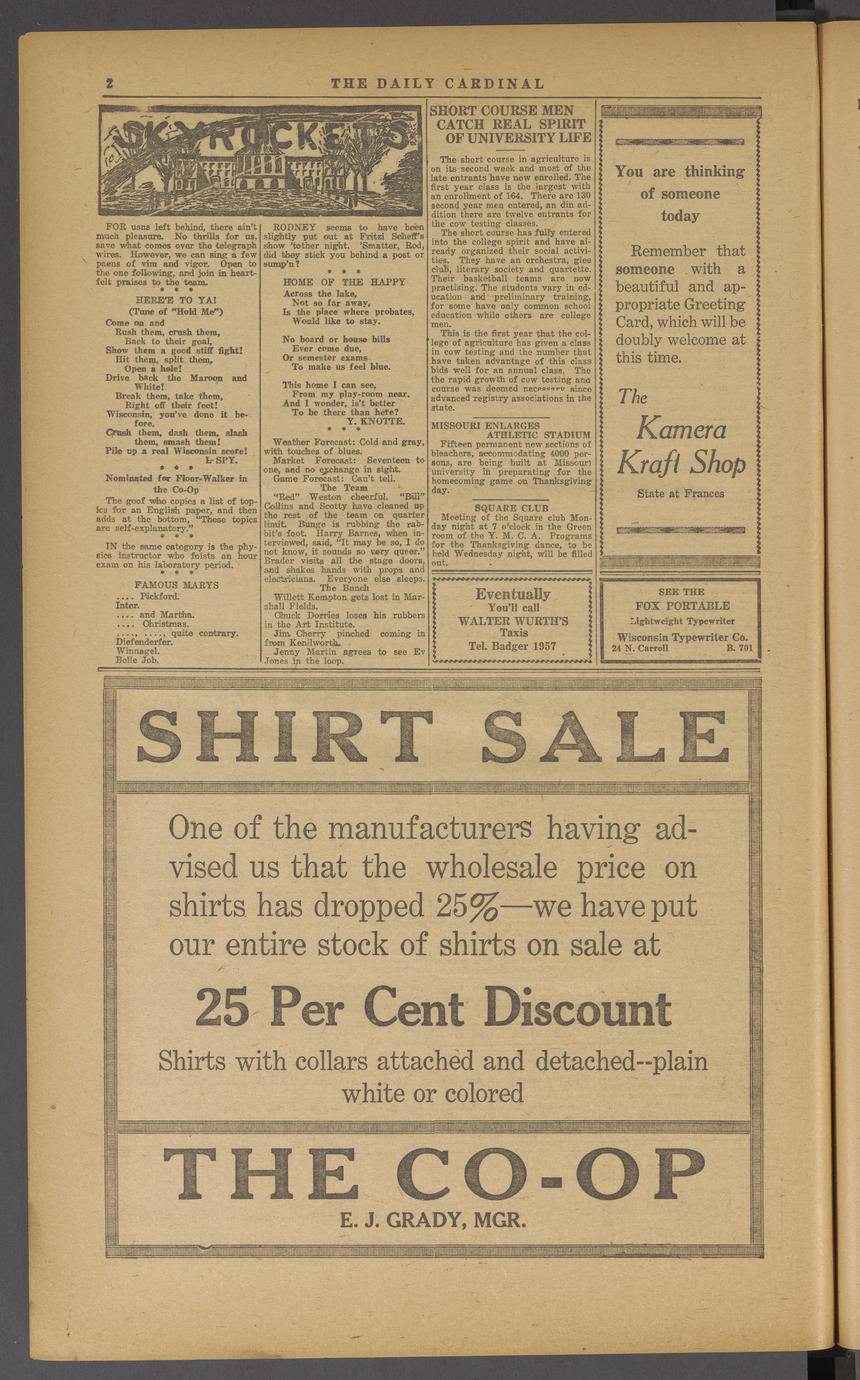 2
THE DAILY CARDINAL
SKYROCKETS
FOR usns left behind, there ain't
much pleasure. No thrills for us,
save what comes over the telegraph
wires. However, we can sing a few
paens of vim and vigor. Open to
the one following, and join in heart-
felt praises to the team.
* * *
HERE'E TO YA!
(Tune of "Hold Me")
Come on and
Rush them, crush them,
Back to their goal,
Show them a good stiff fight!
Hit them, split them,
Open a hole!
Drive back the Maroon and
White!
Break them, take them,
Right off their feet!
Wisconsin, you've done it be-
fore.
Crush them, dash them, slash
them, smash them!
Pile up a real Wisconsin score!
I-SPY.
* * *
Nominated for Floor-Walker in
the Co-Op
The goof who copies a list of top-
ics for an English paper, and then
adds at the bottom, "These topics
are self-explanatory."
* * *
IN the same category is the phy-
sics instructor who foists an hour
exam on his laboratory period.
* * *
FAMOUS MARYS
.... Pickford.
Inter.
.... and Martha.
.... Christmas.
...., ...., quite contrary.
Diefenderfer.
Winnagel.
Belle Job.
RODNEY seems to have been
slightly put out at Fritzi Scheff's
show 'tother night. 'Smatter, Rod,
did they stick you behind a post or
sump'n?
* * *
HOME OF THE HAPPY
Across the lake,
Not so far away,
Is the place where probates,
Would like to stay.
No board or house bills
Ever come due,
Or semester exams
To make us feel blue.
This home I can see,
From my play-room near.
And I wonder, is't better
To be there than here?
Y. KNOTTE.
* * *
Weather Forecast: Cold and gray,
with touches of blues.
Market Forecast: Seventeen to
one, and no exchange in sight.
Game Forecast: Can't tell.
The Team
"Red" Weston cheerful. "Bill"
Collins and Scotty have cleaned up
the rest of the team on quarter
limit. Bunge is rubbing the rab-
bit's foot. Harry Barnes, when in-
terviewed, said, "It may be so, I do
not know, it sounds so very queer."
Brader visits all the stage doors,
and shakes hands with props and
electricians. Everyone else sleeps.
The Bunch
Willett Kempton gets lost in Mar-
shall Fields.
Chuck Dorries loses his rubbers
in the Art Institute.
Jim Cherry pinched coming in
from Kenilworth.
Jenny Martin agrees to see Ev
Jones in the loop.
SHORT COURSE MEN
CATCH REAL SPIRIT
OF UNIVERSITY LIFE
The short course in agriculture is
on its second week and most of the
late entrants have now enrolled. The
first year class is the largest with
an enrollment of 164. There are 130
second year men entered, an din ad-
dition there are twelve entrants for
the cow testing classes.
The short course has fully entered
into the college spirit and have al-
ready organized their social activi-
ties. They have an orchestra, glee
club, literary society and quartette.
Their basketball teams are now
practising. The students vary in ed-
ucation and preliminary training,
for some have only common school
education while others are college
men.
This is the first year that the col-
lege of agriculture has given a class
in cow testing and the number that
have taken advantage of this class
bids well for an annual class. The
the rapid growth of cow testing and
course was deemed necessary since
advanced registry associations in the
state.
MISSOURI ENLARGES
ATHLETIC STADIUM
Fifteen permanent new sections of
bleachers, accommodating 4000 per-
sons, are being built at Missouri
university in preparing for the
homecoming game on Thanksgiving
day.
SQUARE CLUB
Meeting of the Square club Mon-
day night at 7 o'clock in the Green
room of the Y. M. C. A. Programs
for the Thanksgiving dance, to be
held Wednesday night, will be filled
out.
Eventually
You'll call
WALTER WURTH'S
Taxis
Tel. Badger 1957
You are thinking
of someone
today
Remember that
someone with a
beautiful and ap-
propriate Greeting
Card, which will be
doubly welcome at
this time.
The
Kamera
Kraft Shop
State at Frances
SEE THE
FOX PORTABLE
Lightweight Typewriter
Wisconsin Typewriter Co.
24 N. Carroll B. 701
SHIRT SALE
One of the manufacturers having ad-
vised us that the wholesale price on
shirts has dropped 25%—we have put
our entire stock of shirts on sale at
25 Per Cent Discount
Shirts with collars attached and detached--plain
white or colored
THE CO-OP
E. J. GRADY, MGR.